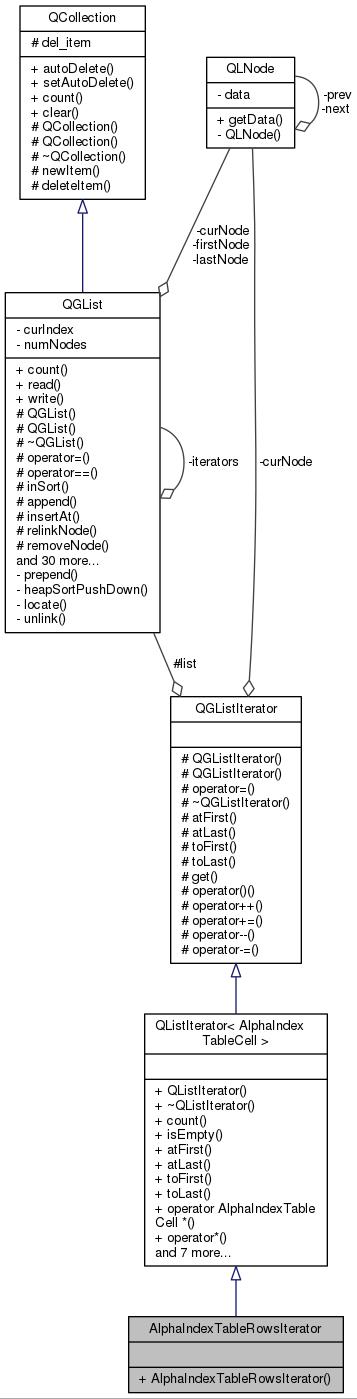 QCollection
# del_item
+ autoDelete()
+ setAutoDelete()
+ count()
+ clear()
# QCollection()
# QCollection()
# ~QCollection()
# newItem()
# deleteItem()
QLNode
- data
+ getData()
- QLNode()
-prev
-next
-curNode
-firstNode
-lastNode
QGList
- curIndex
- numNodes
+ count()
+ read()
+ write()
# QGList()
# QGList()
# ~QGList()
# operator=()
# operator==()
# inSort()
# append()
# insertAt()
# relinkNode()
# removeNode()
and 30 more...
- prepend()
- heapSortPushDown()
- locate()
- unlink()
-iterators
-curNode
#list
QGListIterator
# QGListIterator()
# QGListIterator()
# operator=()
# ~QGListIterator()
# atFirst()
# atLast()
# toFirst()
# toLast()
# get()
# operator()()
# operator++()
# operator+=()
# operator--()
# operator-=()
QListIterator< AlphaIndex
TableCell >
+ QListIterator()
+ ~QListIterator()
+ count()
+ isEmpty()
+ atFirst()
+ atLast()
+ toFirst()
+ toLast()
+ operator AlphaIndexTable
Cell *()
+ operator*()
and 7 more...
AlphaIndexTableRowsIterator
+ AlphaIndexTableRowsIterator()